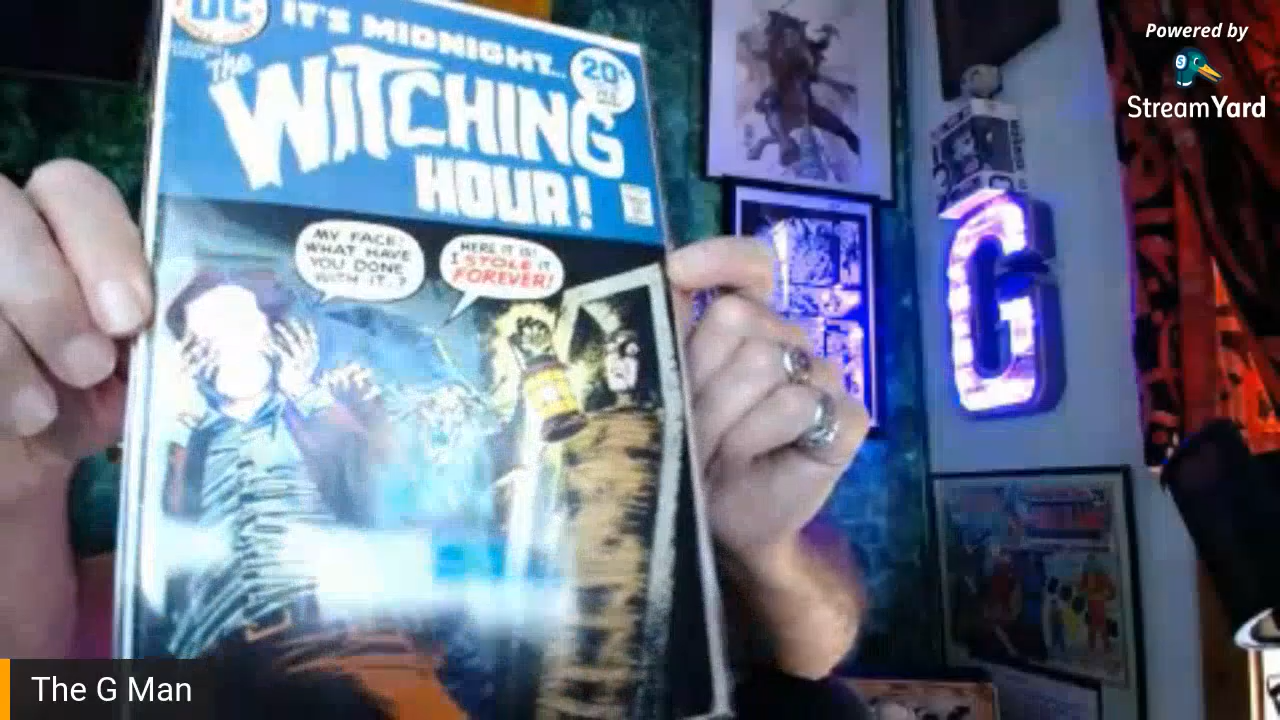 Powered by
StreamYard
DC
IT'S MIDNIGHT...
The
20¢
WITCHING
HOUR!
MY FACE!
WHAT HAVE
YOU DONE
WITH IT..?
HERE IT IS!
I STOLE IT
FOREVER!
G
The G Man